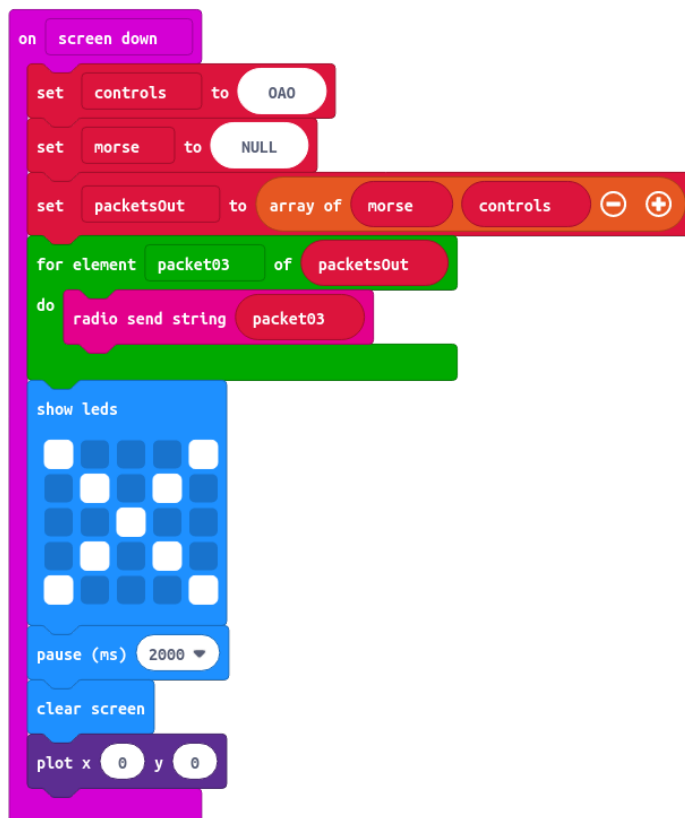 on screen down
set controls to OAO
set morse to NULL
set packetsOut to array of morse controls
for element packet03 of packetsOut
do
radio send string packet03
show leds
pause (ms) 2000
clear screen
plot x 0 y 0